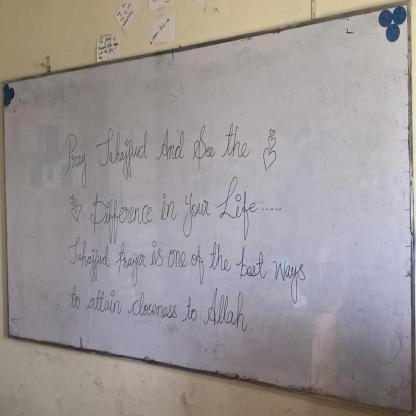 Pray Tahajjud And See the
Difference in Your Life.....
Tahajjud Prayer is one of the best ways
to attain closeness to Allah.